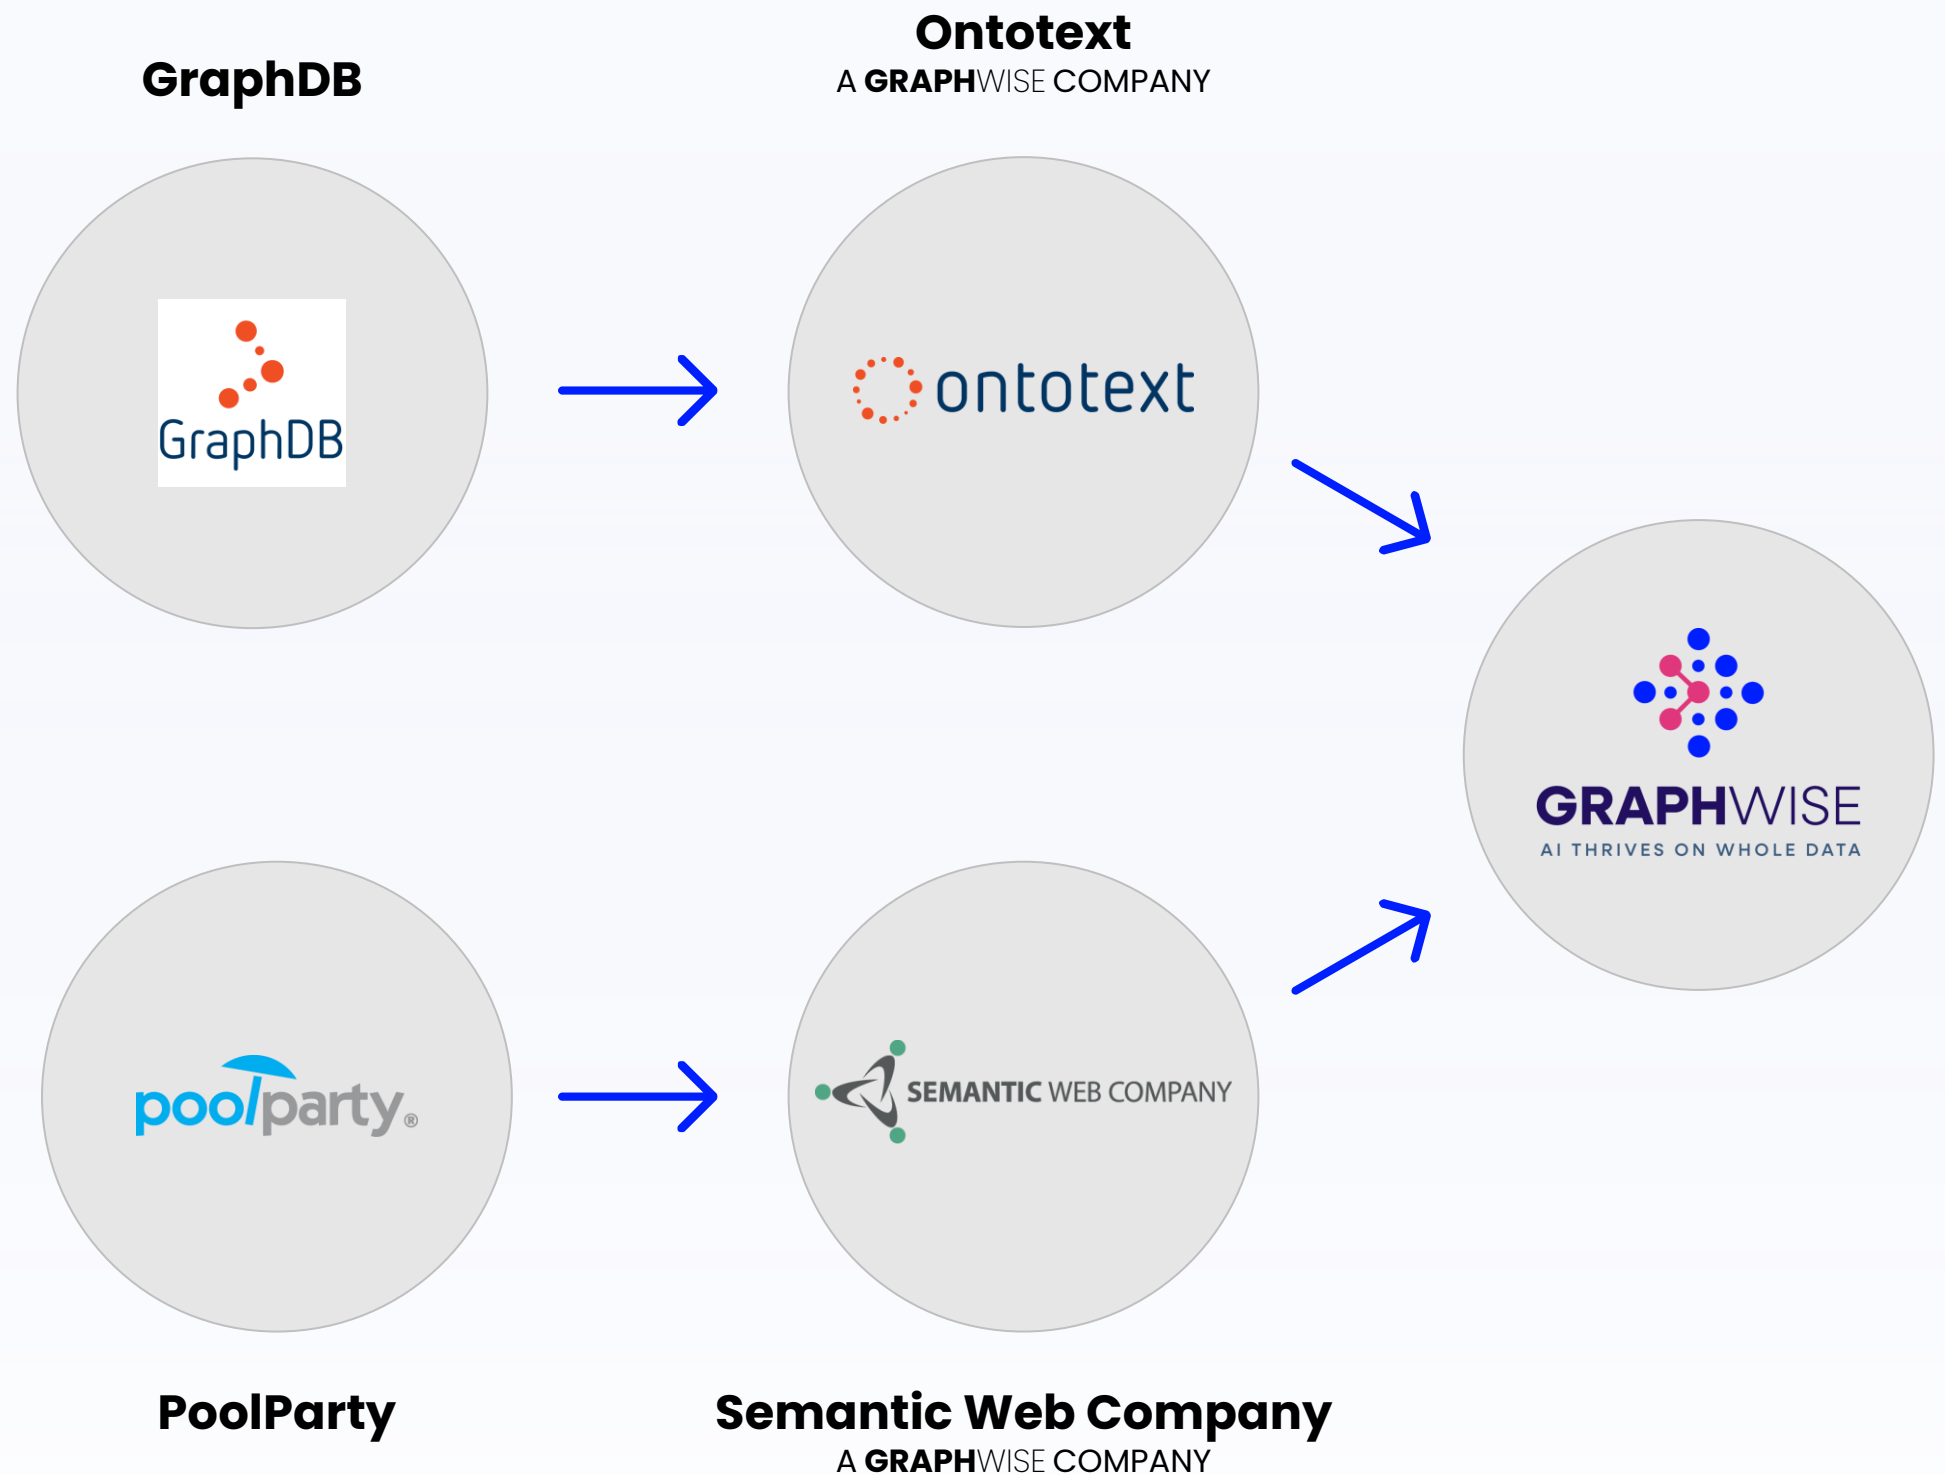 Ontotext
A GRAPHWISE COMPANY
GraphDB
GraphDB
ontotext
GRAPHWISE
AI THRIVES ON WHOLE DATA
poolparty®
SEMANTIC WEB COMPANY
PoolParty
Semantic Web Company
A GRAPHWISE COMPANY